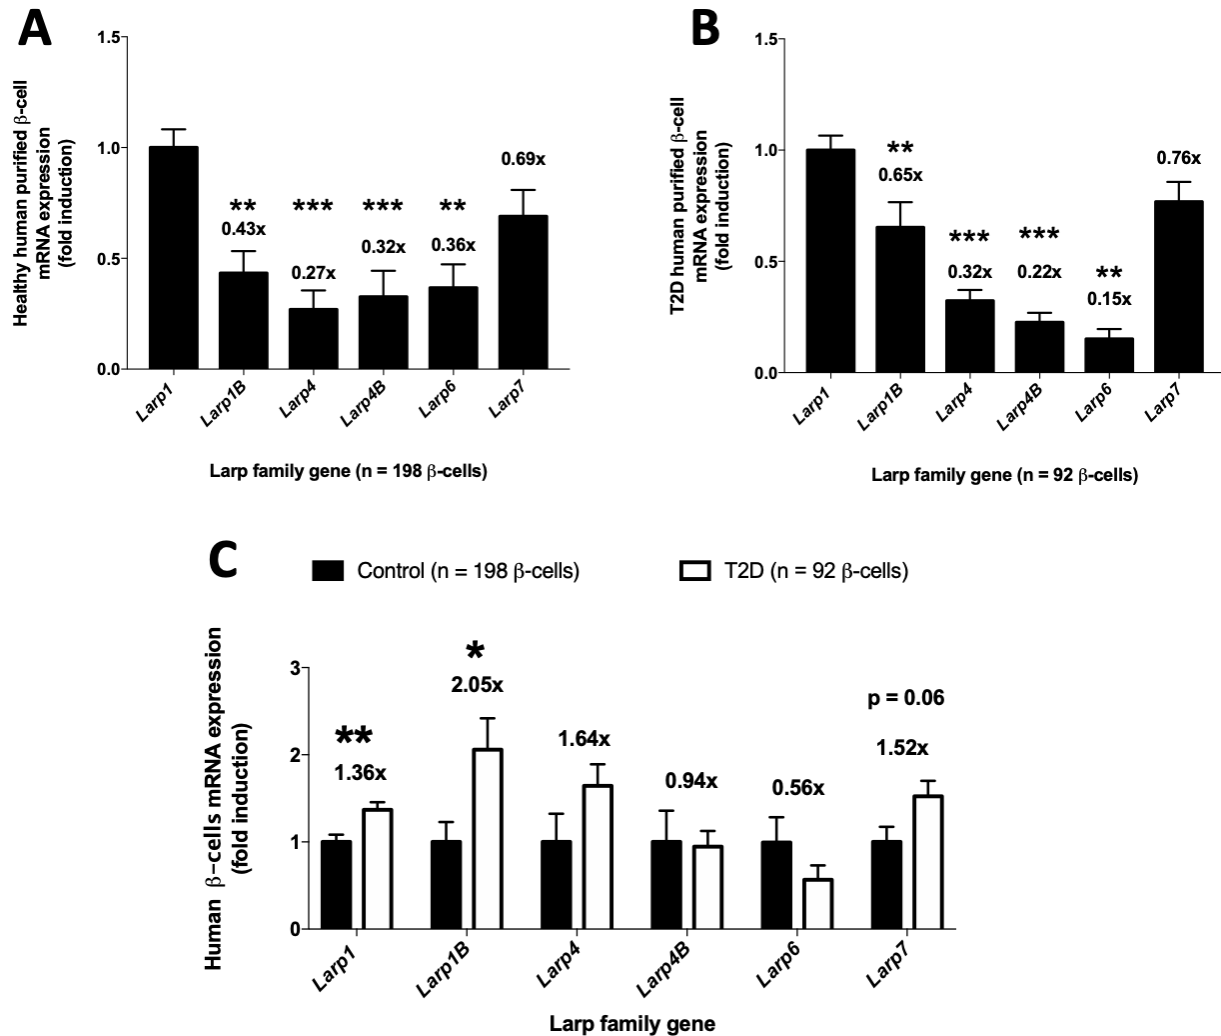 A
Healthy human purified β-cell
mRNA expression
(fold induction)
1.5
1.0
0.5
0.0
** 
0.43x
***
0.27x
***
0.32x
**
0.36x
0.69x
Larp1
Larp1B
Larp4
Larp4B
Larp6
Larp7
Larp family gene (n = 198 β-cells)
B
T2D human purified β-cell
mRNA expression
(fold induction)
1.5
1.0
0.5
0.0
**
0.65x
***
0.32x
***
0.22x
**
0.15x
0.76x
Larp1
Larp1B
Larp4
Larp4B
Larp6
Larp7
Larp family gene (n = 92 β-cells)
C
Control (n = 198 β-cells)
T2D (n = 92 β-cells)
Human β-cells mRNA expression
(fold induction)
3
2
1
0
**
1.36x
*
2.05x
1.64x
0.94x
0.56x
p = 0.06
1.52x
Larp1
Larp1B
Larp4
Larp4B
Larp6
Larp7
Larp family gene